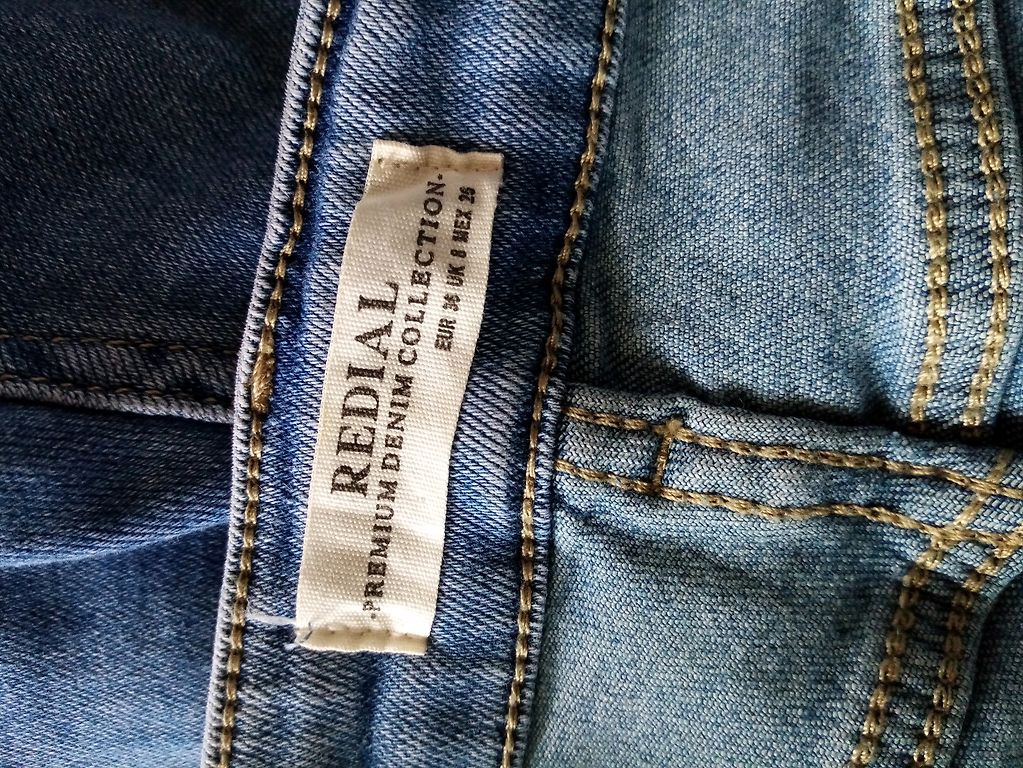 REDIAL
·PREMIUM DENIM COLLECTION·
EUR 36 UK 8 MEX 26